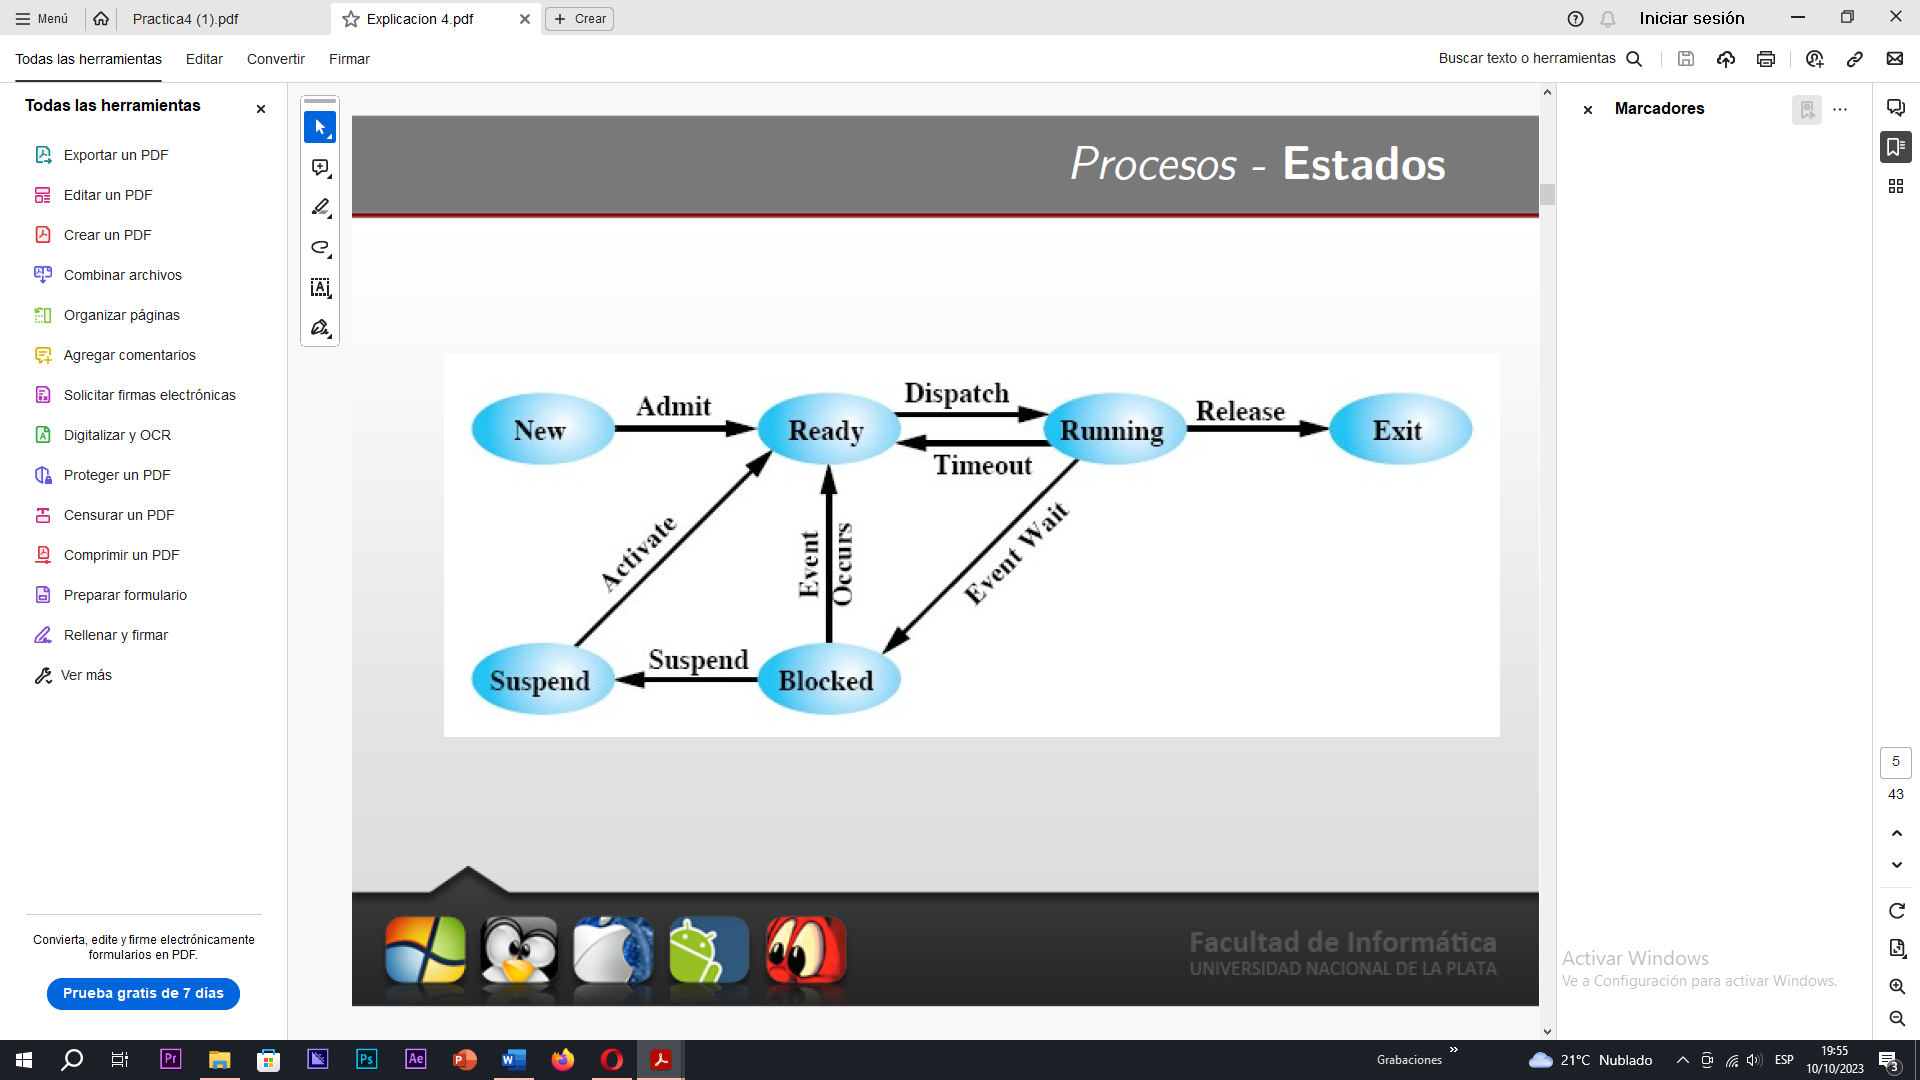 Menú
Practica4 (1).pdf
Explicacion 4.pdf
Crear
Iniciar sesión
Todas las herramientas
Editar
Convertir
Firmar
Buscar texto o herramientas
Todas las herramientas
Exportar un PDF
Editar un PDF
Crear un PDF
Combinar archivos
Organizar páginas
Agregar comentarios
Solicitar firmas electrónicas
Digitalizar y OCR
Proteger un PDF
Censurar un PDF
Comprimir un PDF
Preparar formulario
Rellenar y firmar
Ver más
Convierta, edite y firme electrónicamente
formularios en PDF.
Prueba gratis de 7 días
Procesos - Estados
New
Admit
Ready
Dispatch
Timeout
Running
Release
Exit
Activate
Event
Occurs
Event Wait
Suspend
Suspend
Blocked
Facultad de Informática
UNIVERSIDAD NACIONAL DE LA PLATA
Marcadores
5
43
Activar Windows
Ve a Configuración para activar Windows.
Pr
Ps
Ae
P
W
Grabaciones
21°C Nublado
ESP
19:55
10/10/2023
3